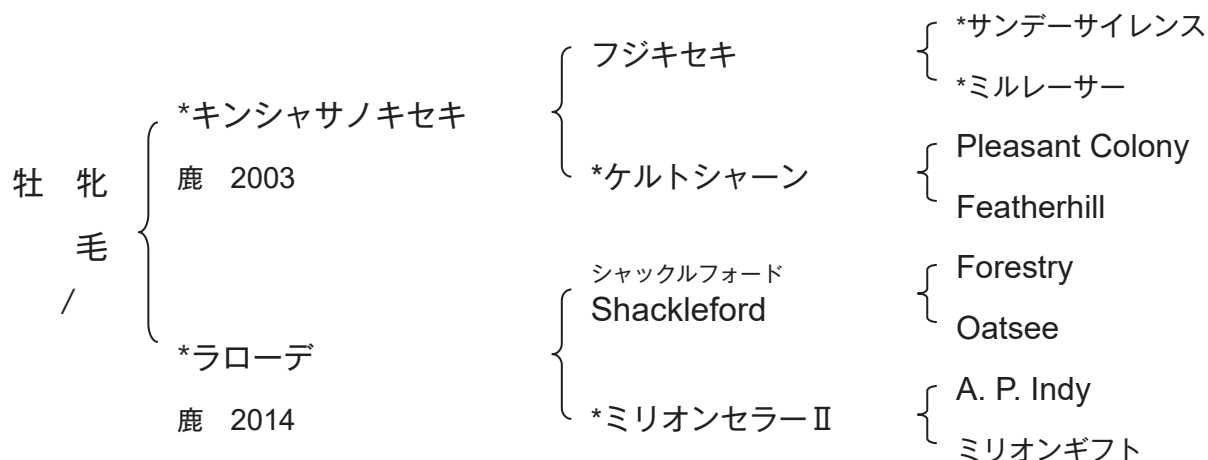 *サンデーサイレンス
フジキセキ
*ミルレーサー
*キンシャサノキセキ
Pleasant Colony
鹿 2003
*ケルトシャーン
牡 牝
Featherhill
毛
Forestry
シャックルフォード
/
Shackleford
Oatsee
*ラローデ
A. P. Indy
鹿 2014
*ミリオンセラーⅡ
ミリオンギフト